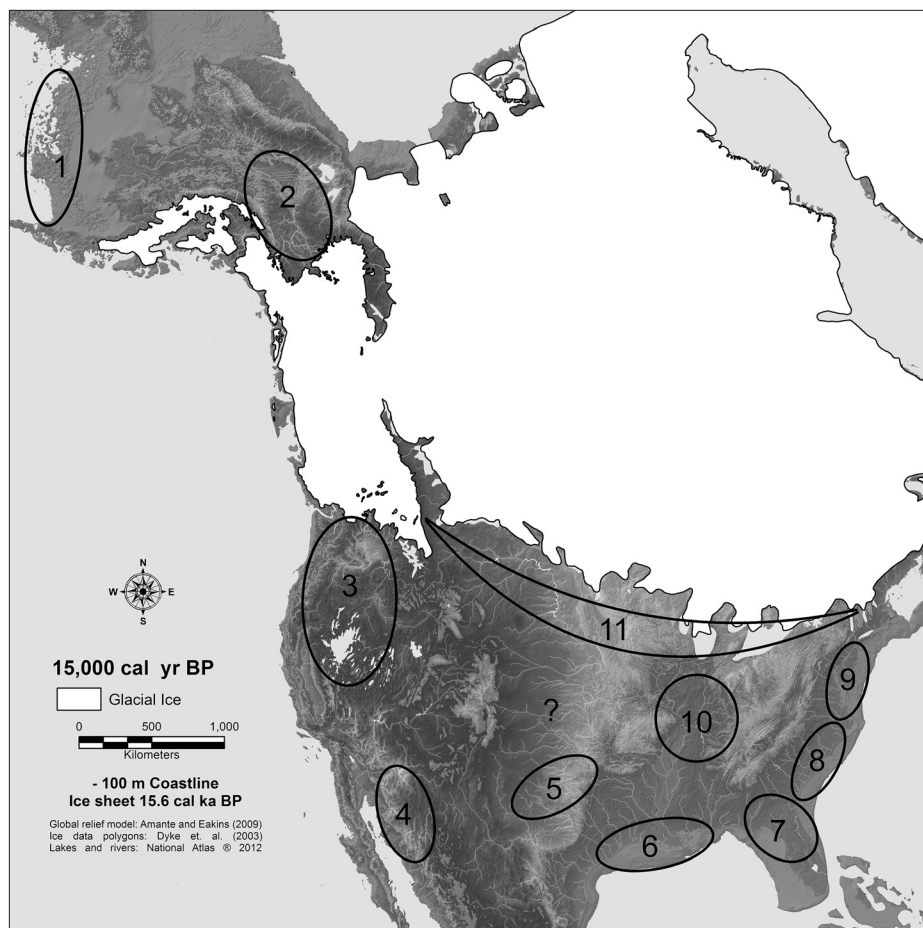 1
2
3
11
?
9
10
8
5
7
4
6
N
W E
S
15,000 cal yr BP
Glacial Ice
0 500 1,000
Kilometers
- 100 m Coastline
Ice sheet 15.6 cal ka BP
Global relief model: Amante and Eakins (2009)
Ice data polygons: Dyke et. al. (2003)
Lakes and rivers: National Atlas ® 2012